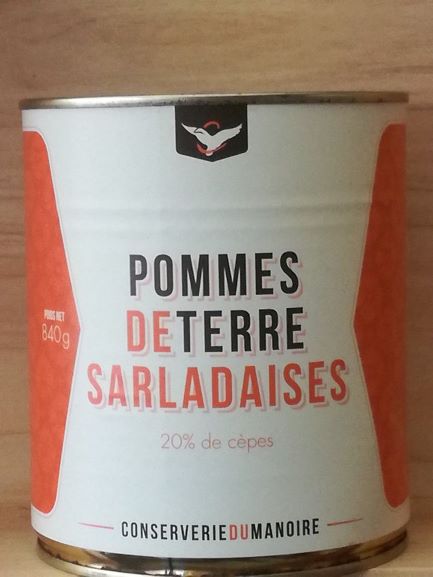 POMMES
DETERRE
SARLADAISES
POIDS NET
840g
20% de cèpes
CONSERVERIEDUMANOIRE